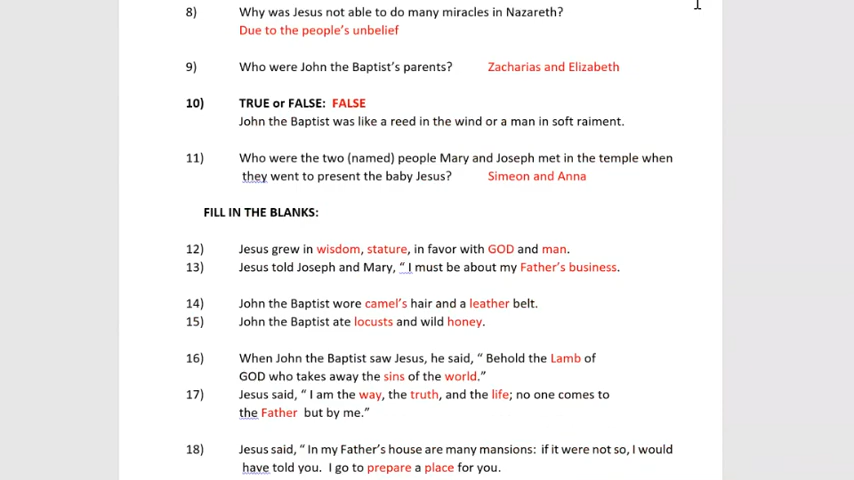 8) Why was Jesus not able to do many miracles in Nazareth?
Due to the people's unbelief
9) Who were John the Baptist's parents? Zacharias and Elizabeth
10) TRUE or FALSE: FALSE
John the Baptist was like a reed in the wind or a man in soft raiment.
11) Who were the two (named) people Mary and Joseph met in the temple when
they went to present the baby Jesus? Simeon and Anna
FILL IN THE BLANKS:
12) Jesus grew in wisdom, stature, in favor with GOD and man.
13) Jesus told Joseph and Mary, “ I must be about my Father's business.
14) John the Baptist wore camel's hair and a leather belt.
15) John the Baptist ate locusts and wild honey.
16) When John the Baptist saw Jesus, he said, “ Behold the Lamb of
GOD who takes away the sins of the world.”
17) Jesus said, “ I am the way, the truth, and the life; no one comes to
the Father but by me.”
18) Jesus said, “ In my Father's house are many mansions: if it were not so, I would
have told you. I go to prepare a place for you.